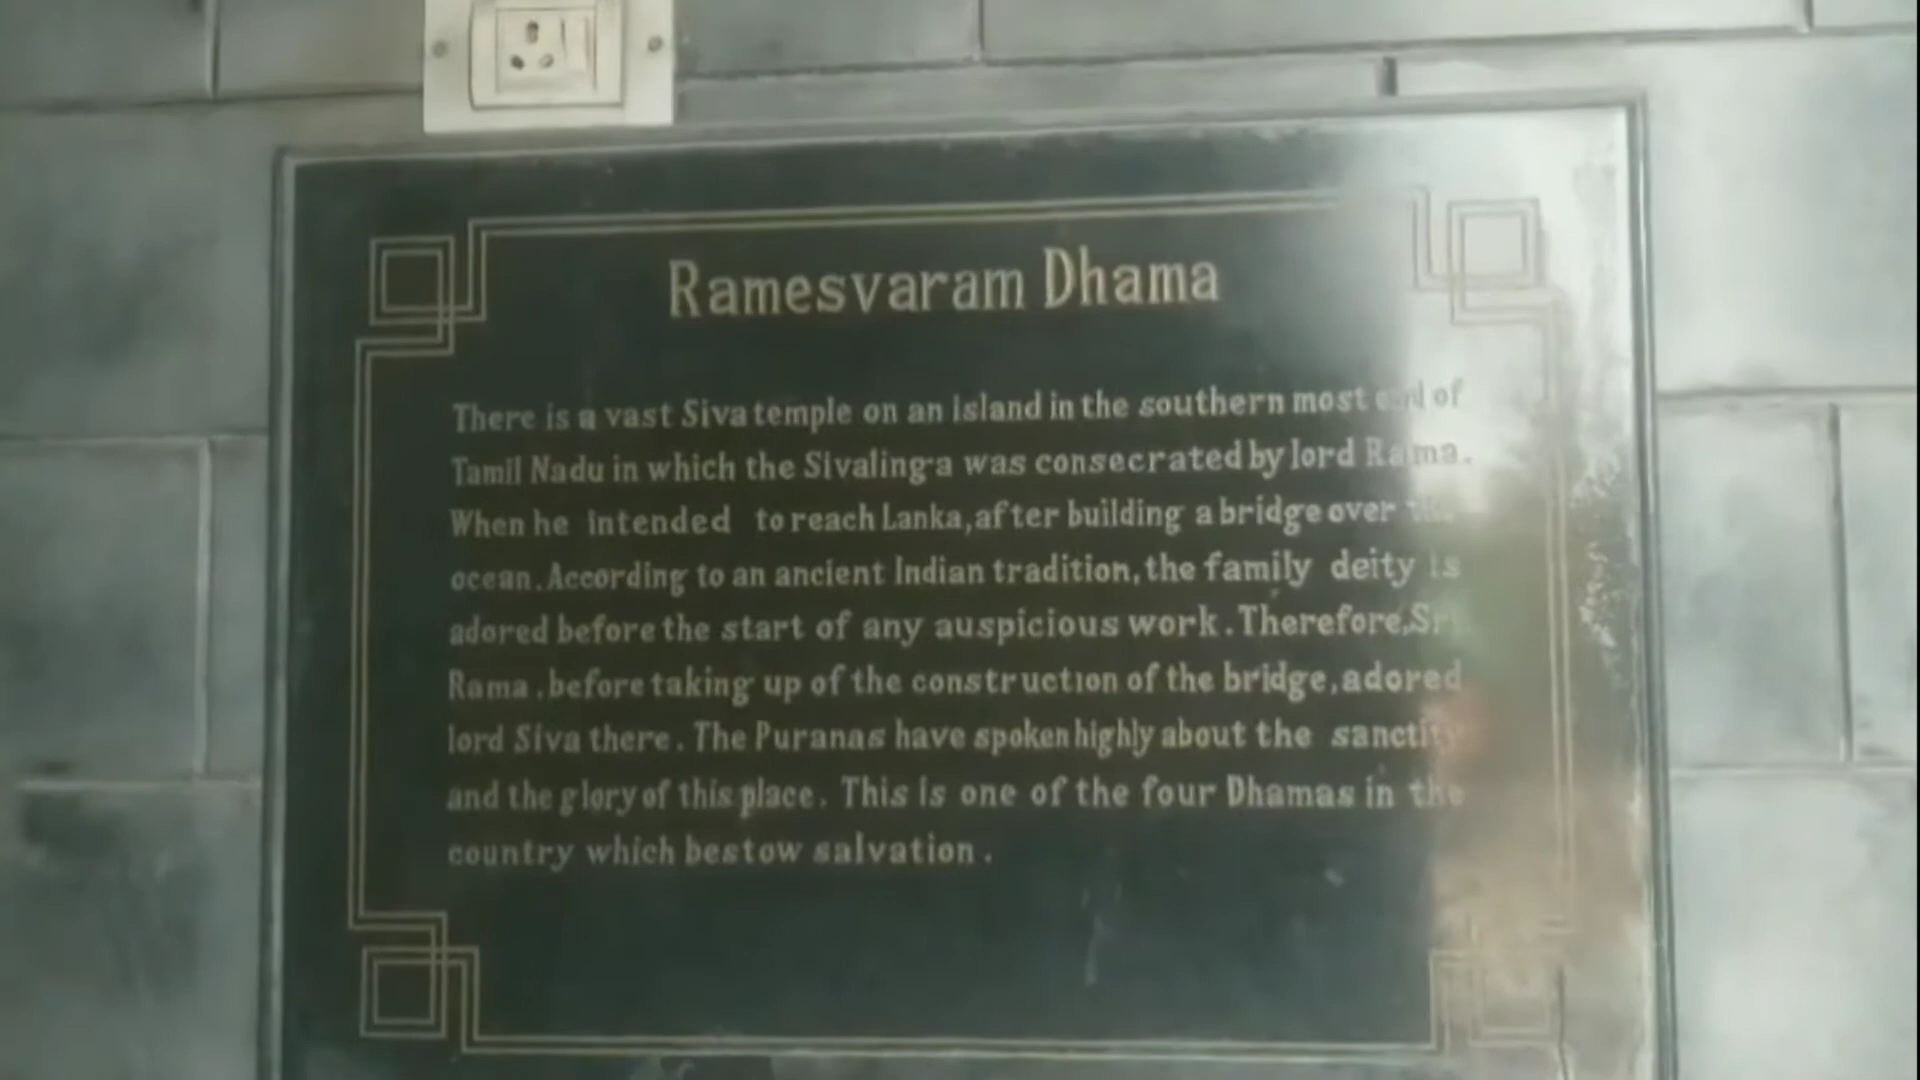 Ramesvaram Dhama
There is a vast Siva temple on an island in the southern most end of
Tamil Nadu in which the Sivalinga was consecrated by lord Rama.
When he intended to reach Lanka, after building a bridge over the
ocean. According to an ancient Indian tradition, the family deity is
adored before the start of any auspicious work. Therefore, Sri
Rama, before taking up of the construction of the bridge, adored
lord Siva there. The Puranas have spoken highly about the sanctity
and the glory of this place. This is one of the four Dhamas in the
country which bestow salvation.